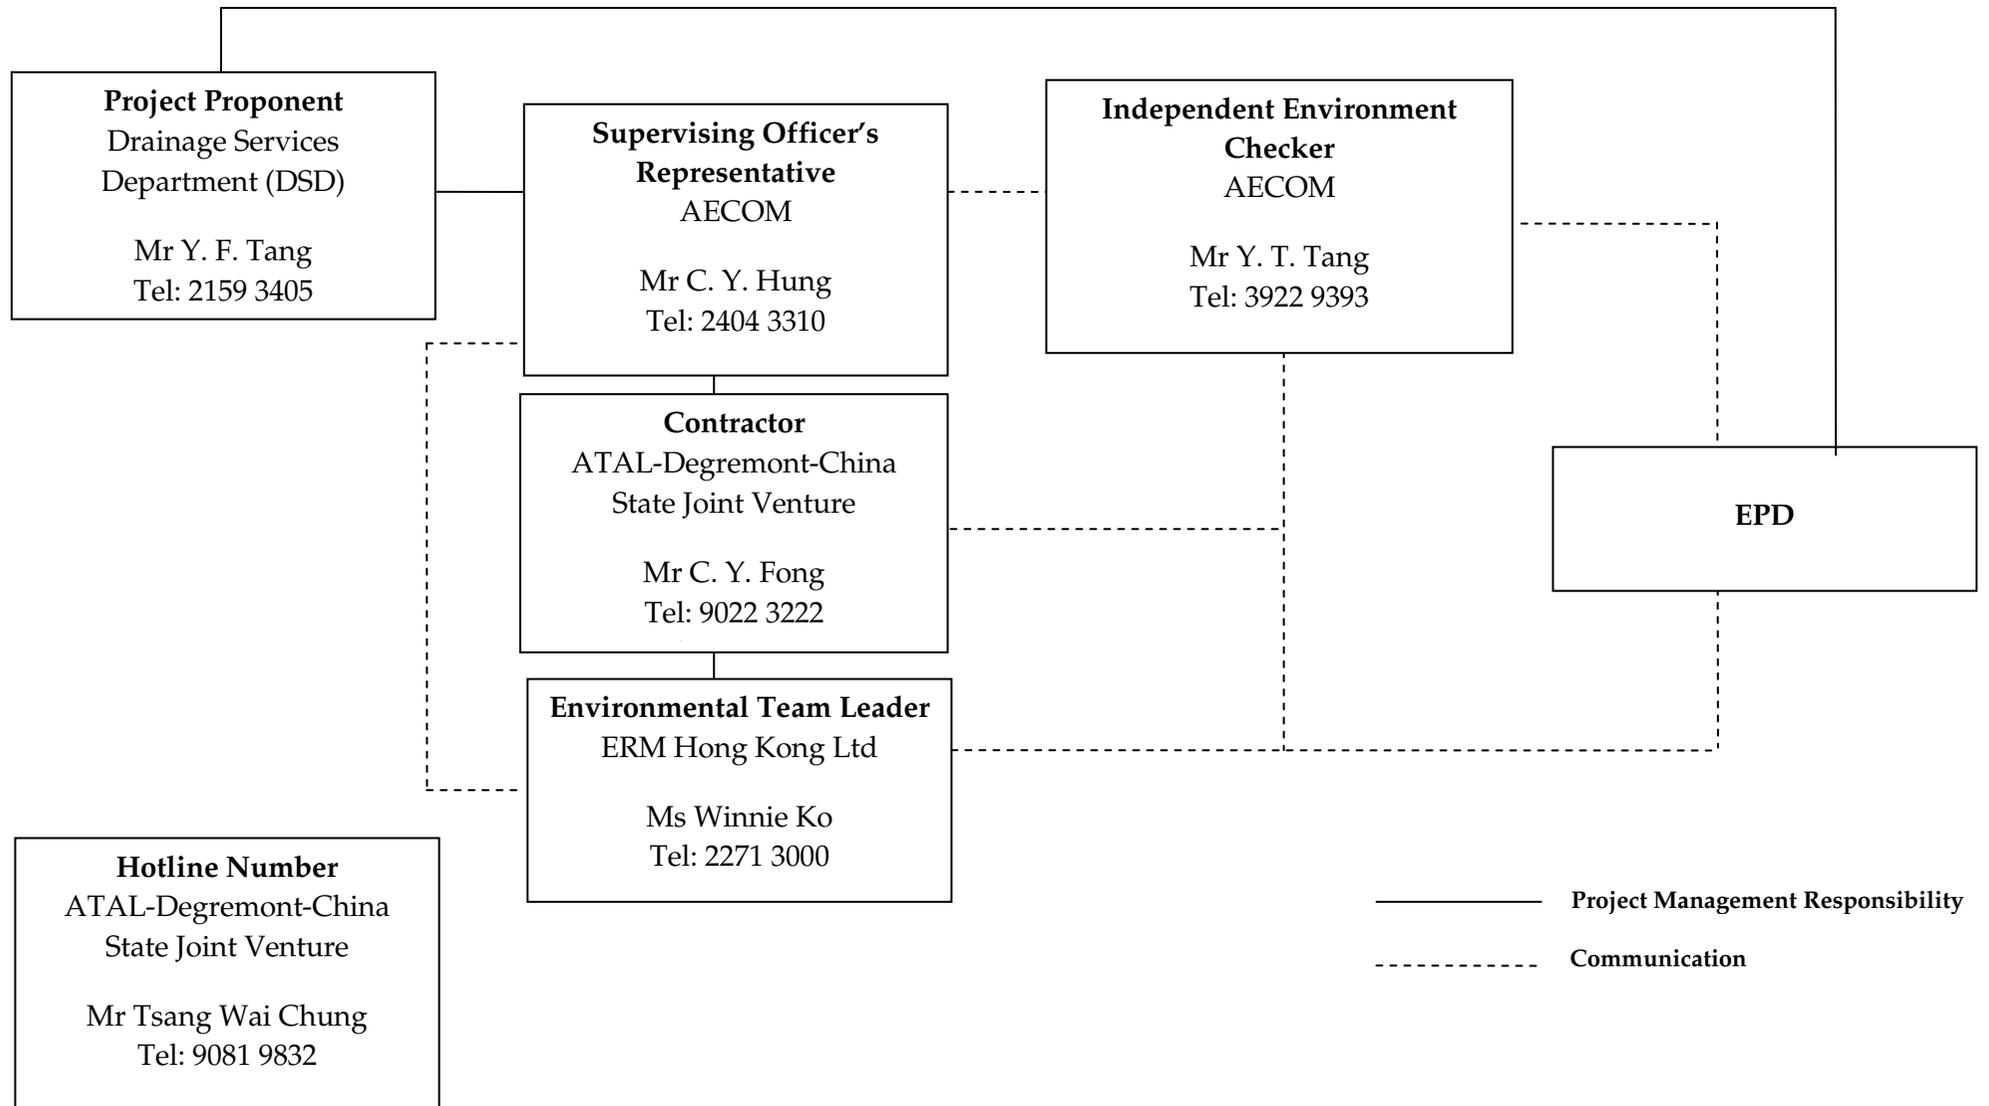 Project Proponent
Drainage Services
Department (DSD)
Mr Y. F. Tang
Tel: 2159 3405
Supervising Officer’s
Representative
AECOM
Mr C. Y. Hung
Tel: 2404 3310
Independent Environment
Checker
AECOM
Mr Y. T. Tang
Tel: 3922 9393
Contractor
ATAL-Degremont-China
State Joint Venture
Mr C. Y. Fong
Tel: 9022 3222
EPD
Environmental Team Leader
ERM Hong Kong Ltd
Ms Winnie Ko
Tel: 2271 3000
Hotline Number
ATAL-Degremont-China
State Joint Venture
Mr Tsang Wai Chung
Tel: 9081 9832
Project Management Responsibility
Communication